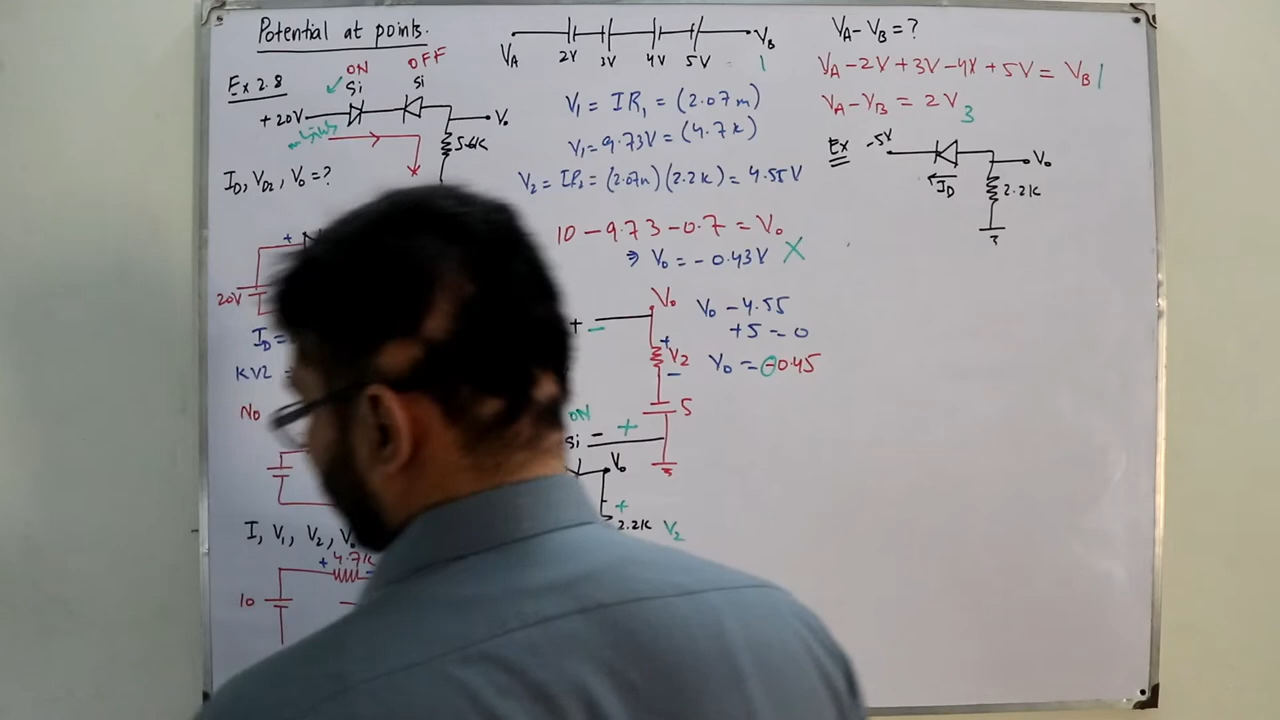 Potential at points.
Ex 2.8
ON
Si
OFF
Si
+20V
Vo
5.6K
ID, VD2, Vo = ?
+
20V
ID =
KVL
No
I, V1, V2, Vo
+ 4.7K -
10
VA
2V
3V
4V
5V
VB
1
V1 = IR1 = (2.07m)
V1 = 9.73V = (4.7K)
V2 = IR2 = (2.07m)(2.2K) = 4.55V
10 - 9.73 - 0.7 = Vo
⇒ Vo = -0.43V X
+ -
Vo
+
V2
-
5
Vo - 4.55
+5 = 0
Vo = -0.45
ON
Si
- +
Vo
+
2.2K V2
VA - VB = ?
VA - 2V + 3V - 4V + 5V = VB 1
VA - VB = 2V
3
Ex
-5V
ID
Vo
2.2K